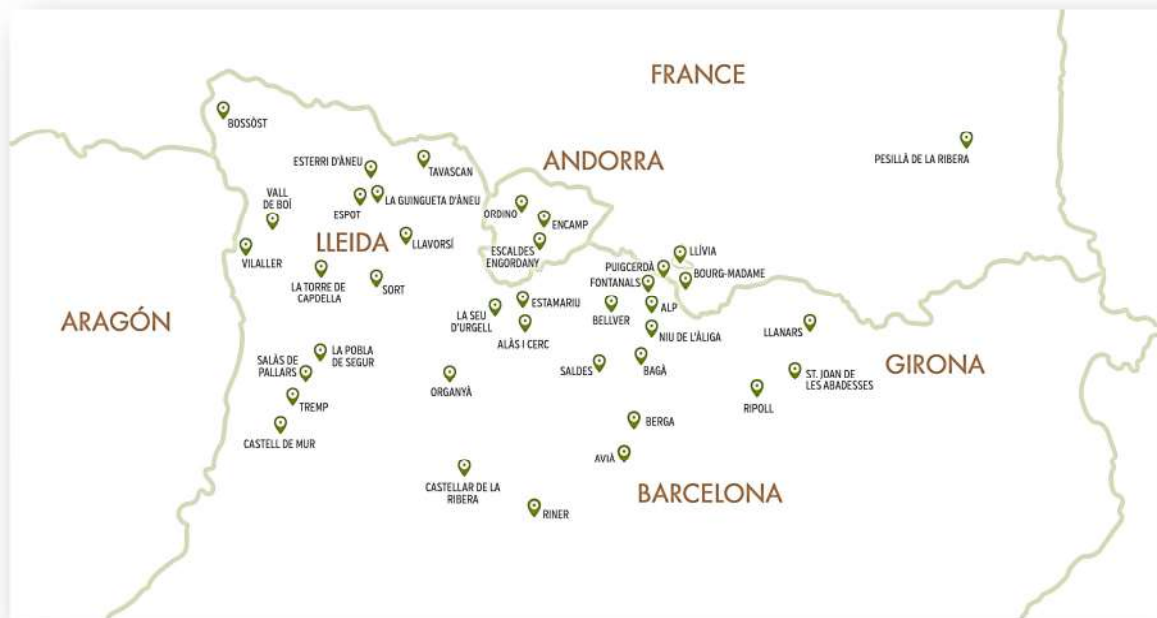 FRANCE
BOSSÒST
PESILLÀ DE LA RIBERA
ESTERRI D'ÀNEU
TAVASCAN
ANDORRA
VALL
DE BOÍ
ESPOT
LA GUINGUETA D'ÀNEU
ORDINO
ENCAMP
LLEIDA
LLAVORSÍ
ESCALDES
ENGORDANY
VILALLER
LLÍVIA
PUIGCERDÀ
BOURG-MADAME
FONTANALS
LA TORRE DE
CAPDELLA
SORT
ESTAMARIU
BELLVER
ALP
ARAGÓN
LA SEU
D'URGELL
ALÀS I CERC
NIU DE L'ÀLIGA
LLANARS
GIRONA
SALÀS DE
PALLARS
LA POBLA
DE SEGUR
SALDES
BAGÀ
ORGANYÀ
ST. JOAN DE
LES ABADESSES
RIPOLL
TREMP
BERGA
CASTELL DE MUR
AVIÀ
CASTELLAR DE LA
RIBERA
BARCELONA
RINER